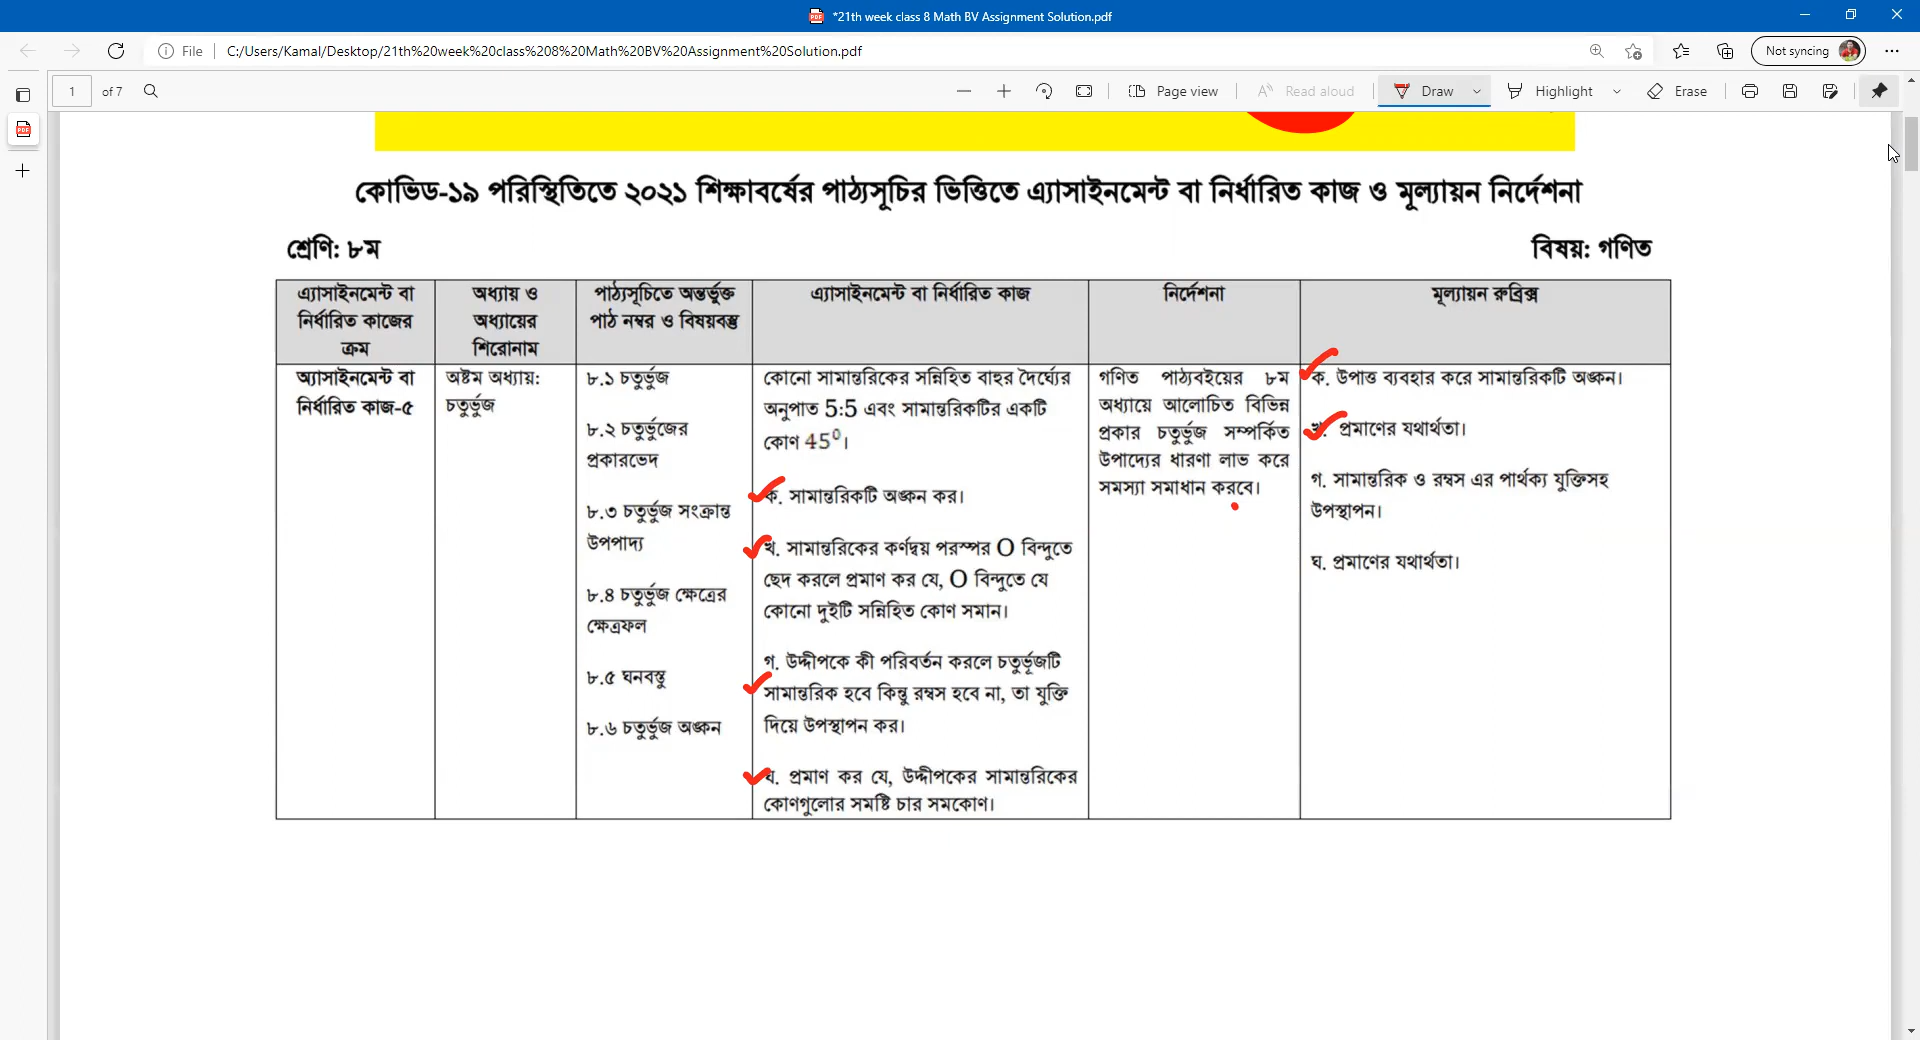 *21th week class 8 Math BV Assignment Solution.pdf
File
C:/Users/Kamal/Desktop/21th%20week%20class%208%20Math%20BV%20Assignment%20Solution.pdf
Not syncing
1 of 7
Page view
Read aloud
Draw
Highlight
Erase
কোভিড-১৯ পরিস্থিতিতে ২০২১ শিক্ষাবর্ষের পাঠ্যসূচির ভিত্তিতে এ্যাসাইনমেন্ট বা নির্ধারিত কাজ ও মূল্যায়ন নির্দেশনা
শ্রেণি: ৮ম
বিষয়: গণিত
এ্যাসাইনমেন্ট বা
নির্ধারিত কাজের
ক্রম
অধ্যায় ও
অধ্যায়ের
শিরোনাম
পাঠ্যসূচিতে অন্তর্ভুক্ত
পাঠ নম্বর ও বিষয়বস্তু
এ্যাসাইনমেন্ট বা নির্ধারিত কাজ
নির্দেশনা
মূল্যায়ন রুব্রিক্স
অ্যাসাইনমেন্ট বা
নির্ধারিত কাজ-৫
অষ্টম অধ্যায়:
চতুর্ভুজ
৮.১ চতুর্ভুজ
৮.২ চতুর্ভুজের
প্রকারভেদ
৮.৩ চতুর্ভুজ সংক্রান্ত
উপপাদ্য
৮.৪ চতুর্ভুজ ক্ষেত্রের
ক্ষেত্রফল
৮.৫ ঘনবস্তু
৮.৬ চতুর্ভুজ অঙ্কন
কোনো সামান্তরিকের সন্নিহিত বাহুর দৈর্ঘ্যের
অনুপাত 5:5 এবং সামান্তরিকটির একটি
কোণ 45⁰।
ক. সামান্তরিকটি অঙ্কন কর।
খ. সামান্তরিকের কর্ণদ্বয় পরস্পর O বিন্দুতে
ছেদ করলে প্রমাণ কর যে, O বিন্দুতে যে
কোনো দুইটি সন্নিহিত কোণ সমান।
গ. উদ্দীপকে কী পরিবর্তন করলে চতুর্ভূজটি
সামান্তরিক হবে কিন্তু রম্বস হবে না, তা যুক্তি
দিয়ে উপস্থাপন কর।
ঘ. প্রমাণ কর যে, উদ্দীপকের সামান্তরিকের
কোণগুলোর সমষ্টি চার সমকোণ।
গণিত পাঠ্যবইয়ের ৮ম
অধ্যায়ে আলোচিত বিভিন্ন
প্রকার চতুর্ভুজ সম্পর্কিত
উপাদ্যের ধারণা লাভ করে
সমস্যা সমাধান করবে।
ক. উপাত্ত ব্যবহার করে সামান্তরিকটি অঙ্কন।
খ. প্রমাণের যথার্থতা।
গ. সামান্তরিক ও রম্বস এর পার্থক্য যুক্তিসহ
উপস্থাপন।
ঘ. প্রমাণের যথার্থতা।